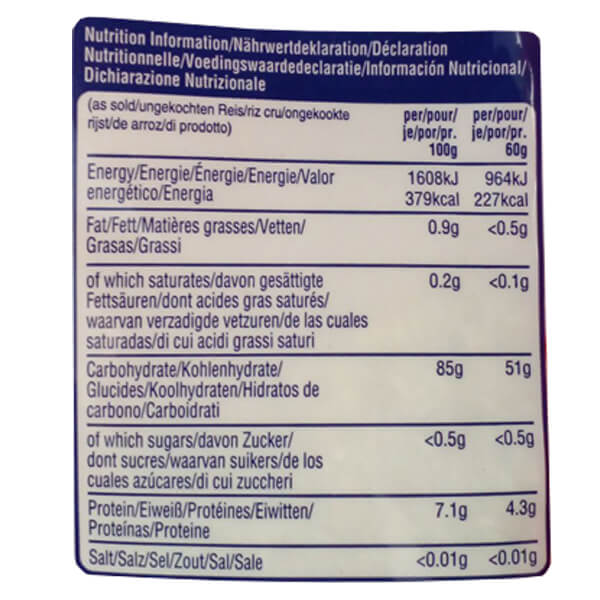 Nutrition Information/Nährwertdeklaration/Déclaration
Nutritionnelle/Voedingswaardedeclaratie/Información Nutricional/
Dichiarazione Nutrizionale
(as sold/ungekochten Reis/riz cru/ongekookte per/pour/ per/pour/
rijst/de arroz/di prodotto) je/por/pr. je/por/pr.
100g 60g
Energy/Energie/Énergie/Energie/Valor 1608kJ 964kJ
energético/Energia 379kcal 227kcal
Fat/Fett/Matières grasses/Vetten/ 0.9g <0.5g
Grasas/Grassi
of which saturates/davon gesättigte 0.2g <0.1g
Fettsäuren/dont acides gras saturés/
waarvan verzadigde vetzuren/de las cuales
saturadas/di cui acidi grassi saturi
Carbohydrate/Kohlenhydrate/ 85g 51g
Glucides/Koolhydraten/Hidratos de
carbono/Carboidrati
of which sugars/davon Zucker/ <0.5g <0.5g
dont sucres/waarvan suikers/de los
cuales azúcares/di cui zuccheri
Protein/Eiweiß/Protéines/Eiwitten/ 7.1g 4.3g
Proteínas/Proteine
Salt/Salz/Sel/Zout/Sal/Sale <0.01g <0.01g